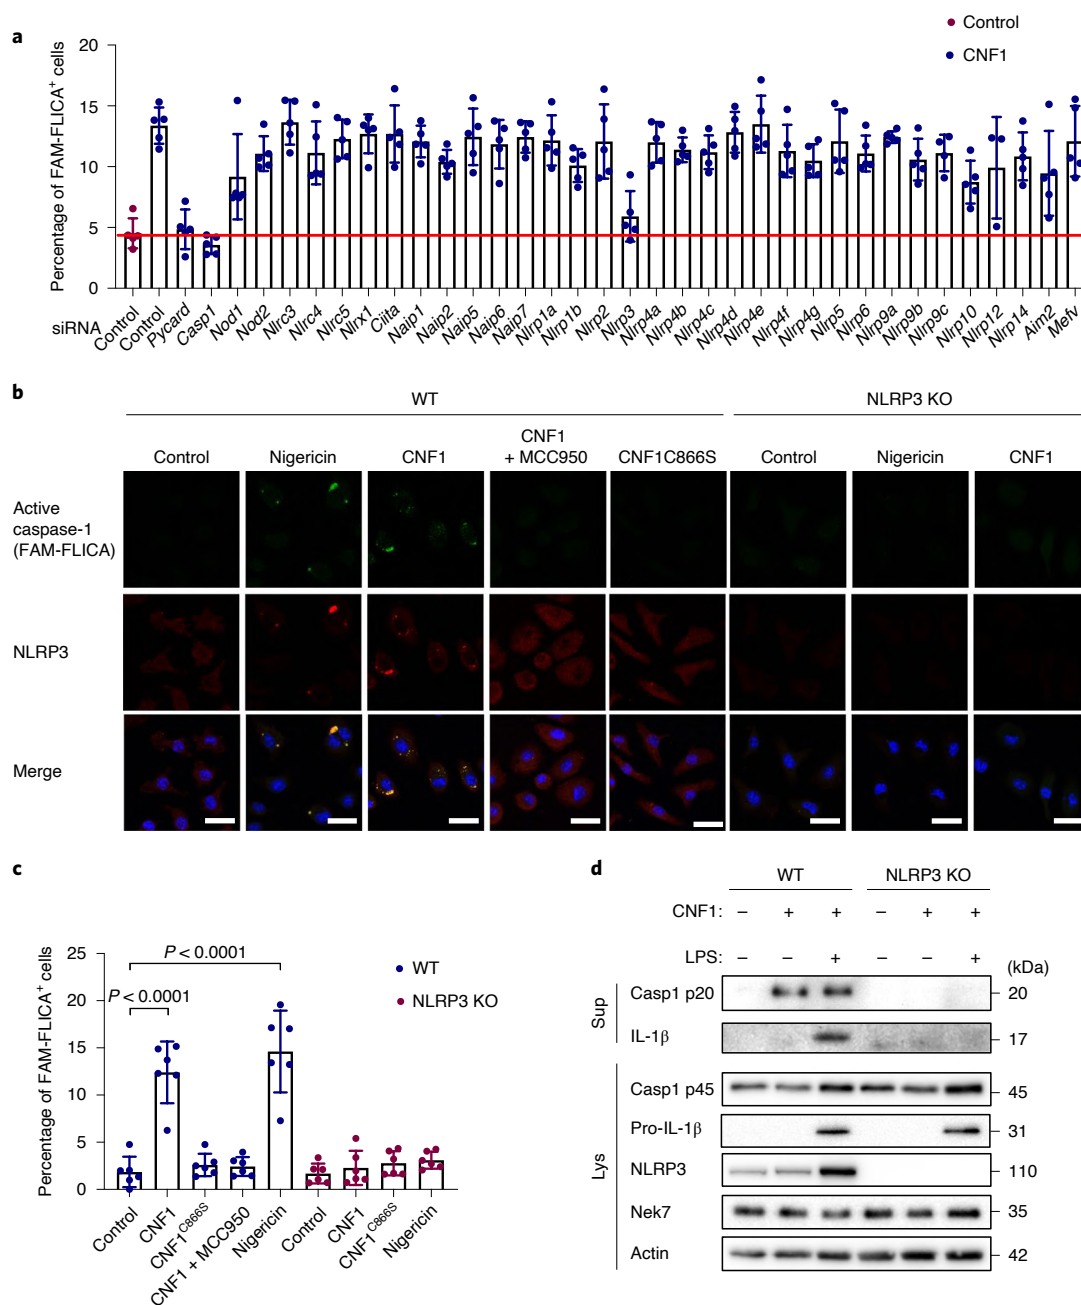 a
Control
CNF1
Percentage of FAM-FLICA+ cells
20
15
10
5
0
siRNA
Control
Control
Pycard
Casp1
Nod1
Nod2
Nlrc3
Nlrc4
Nlrc5
Nlrx1
Ciita
Naip1
Naip2
Naip5
Naip6
Naip7
Nlrp1a
Nlrp1b
Nlrp2
Nlrp3
Nlrp4a
Nlrp4b
Nlrp4c
Nlrp4d
Nlrp4e
Nlrp4f
Nlrp4g
Nlrp5
Nlrp6
Nlrp9a
Nlrp9b
Nlrp9c
Nlrp10
Nlrp12
Nlrp14
Aim2
Mefv
b
WT
NLRP3 KO
Control
Nigericin
CNF1
CNF1
+ MCC950
CNF1C866S
Control
Nigericin
CNF1
Active
caspase-1
(FAM-FLICA)
NLRP3
Merge
c
Percentage of FAM-FLICA+ cells
25
20
15
10
5
0
P < 0.0001
P < 0.0001
WT
NLRP3 KO
Control
CNF1
CNF1C866S
CNF1 + MCC950
Nigericin
Control
CNF1
CNF1C866S
Nigericin
d
WT NLRP3 KO
CNF1: – + + – + +
LPS: – – + – – +
(kDa)
Sup
Casp1 p20 20
IL-1β 17
Lys
Casp1 p45 45
Pro-IL-1β 31
NLRP3 110
Nek7 35
Actin 42